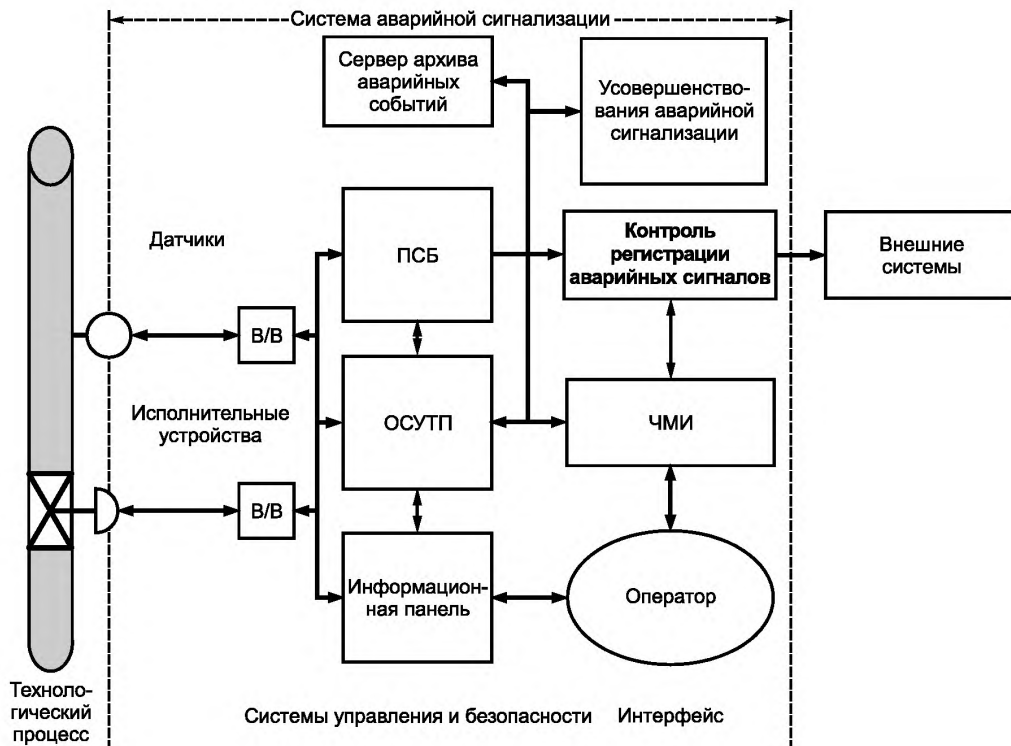 Система аварийной сигнализации
Сервер архива
аварийных
событий
Усовершенство-
вания аварийной
сигнализации
Датчики
ПСБ
Контроль
регистрации
аварийных сигналов
Внешние
системы
В/В
Исполнительные
устройства
ОСУТП
ЧМИ
В/В
Информацион-
ная панель
Оператор
Техноло-
гический
процесс
Системы управления и безопасности
Интерфейс